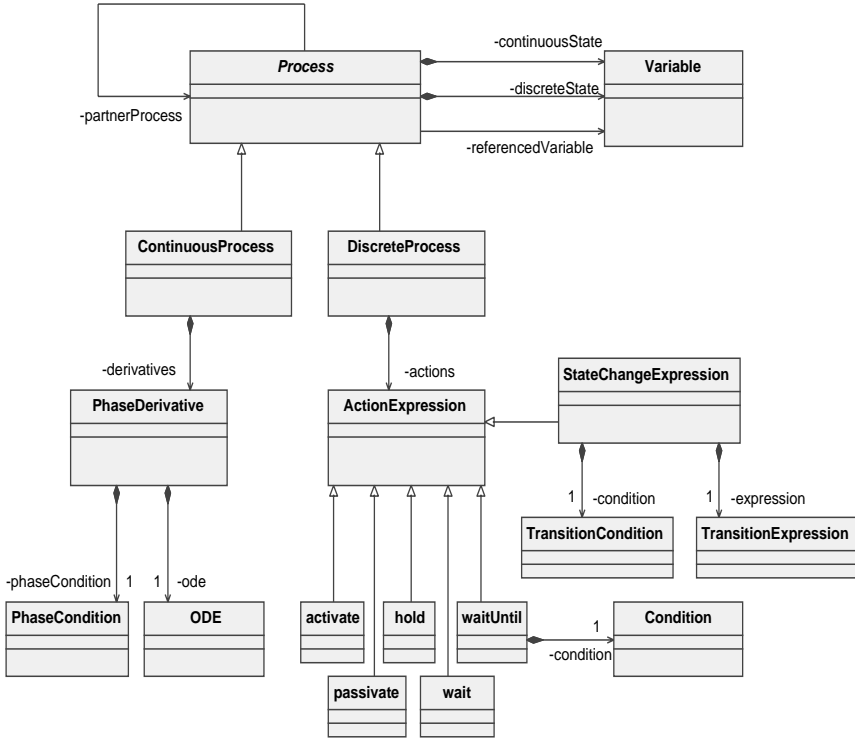 -continuousState
Process
Variable
-discreteState
-partnerProcess
-referencedVariable
ContinuousProcess
DiscreteProcess
-derivatives
-actions
StateChangeExpression
PhaseDerivative
ActionExpression
1
-condition
1
-expression
TransitionCondition
TransitionExpression
-phaseCondition
1
1
-ode
PhaseCondition
ODE
activate
hold
waitUntil
1
Condition
-condition
passivate
wait